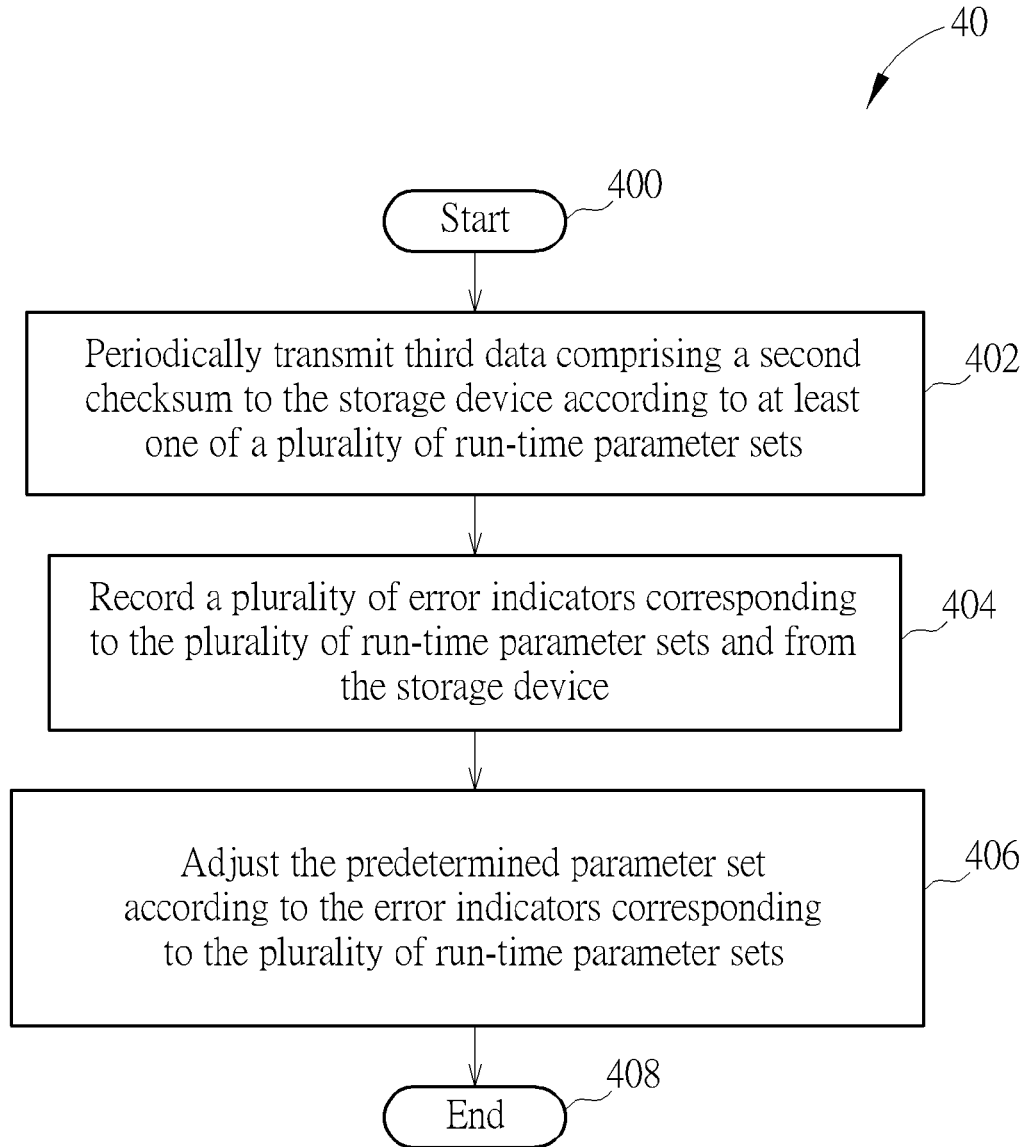 40
400
Start
Periodically transmit third data comprising a second
checksum to the storage device according to at least
one of a plurality of run-time parameter sets
402
Record a plurality of error indicators corresponding
to the plurality of run-time parameter sets and from
the storage device
404
Adjust the predetermined parameter set
according to the error indicators corresponding
to the plurality of run-time parameter sets
406
End
408